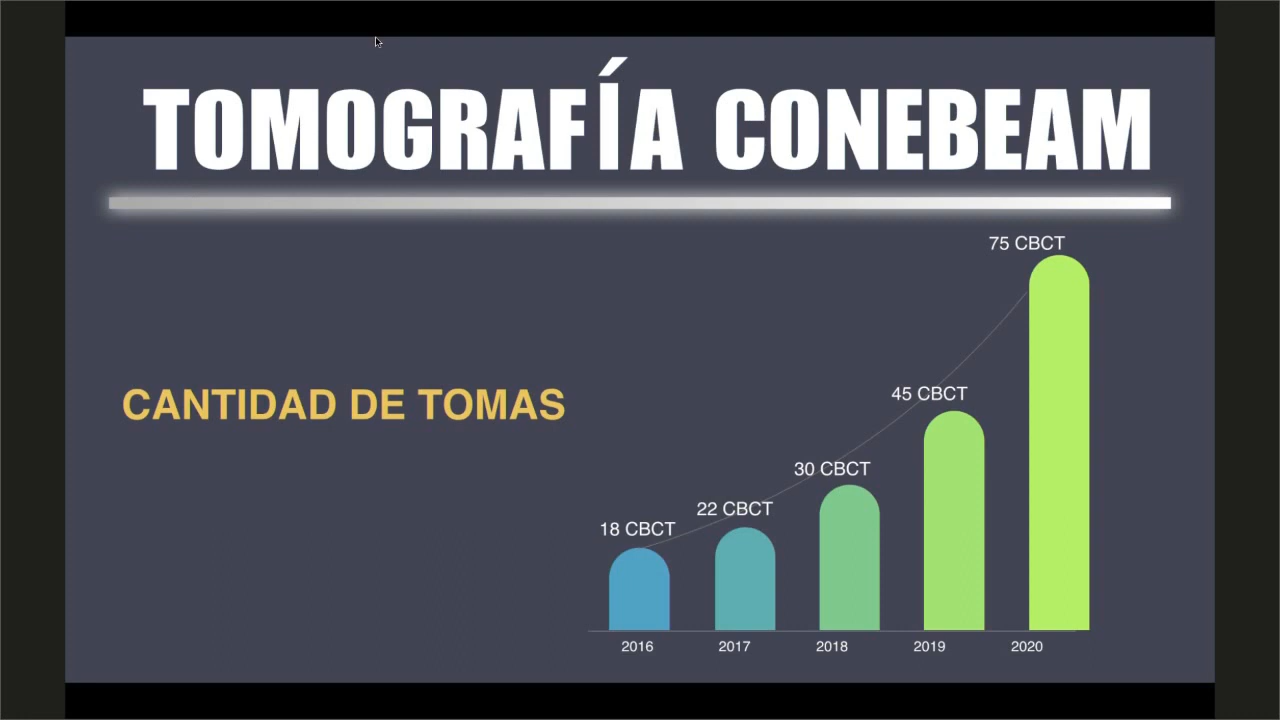 TOMOGRAFÍA CONEBEAM
75 CBCT
CANTIDAD DE TOMAS
45 CBCT
30 CBCT
22 CBCT
18 CBCT
2016 2017 2018 2019 2020